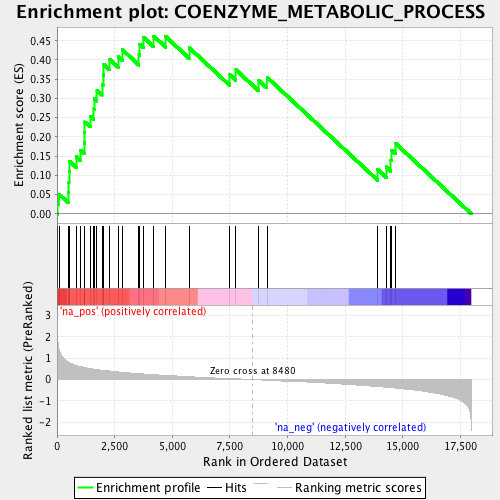 Enrichment plot: COENZYME_METABOLIC_PROCESS
Enrichment score (ES)
0.45
0.40
0.35
0.30
0.25
0.20
0.15
0.10
0.05
0.00
'na_pos' (positively correlated)
Ranked list metric (PreRanked)
3
2
1
0
-1
-2
Zero cross at 8480
'na_neg' (negatively correlated)
0
2,500
5,000
7,500
10,000
12,500
15,000
17,500
Rank in Ordered Dataset
Enrichment profile
Hits
Ranking metric scores